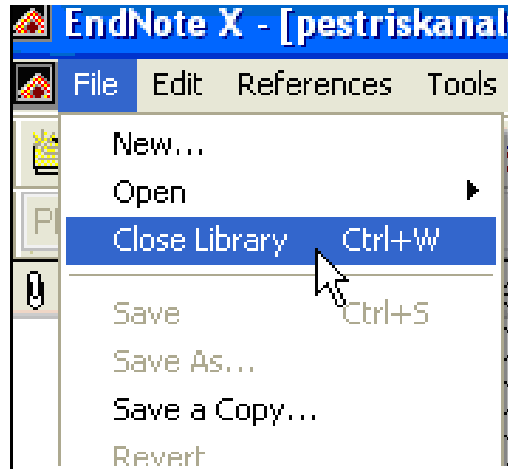 EndNote X - [pestriskanal
File Edit References Tools
New...
Open
Close Library Ctrl+W
Save Ctrl+S
Save As...
Save a Copy...
Revert